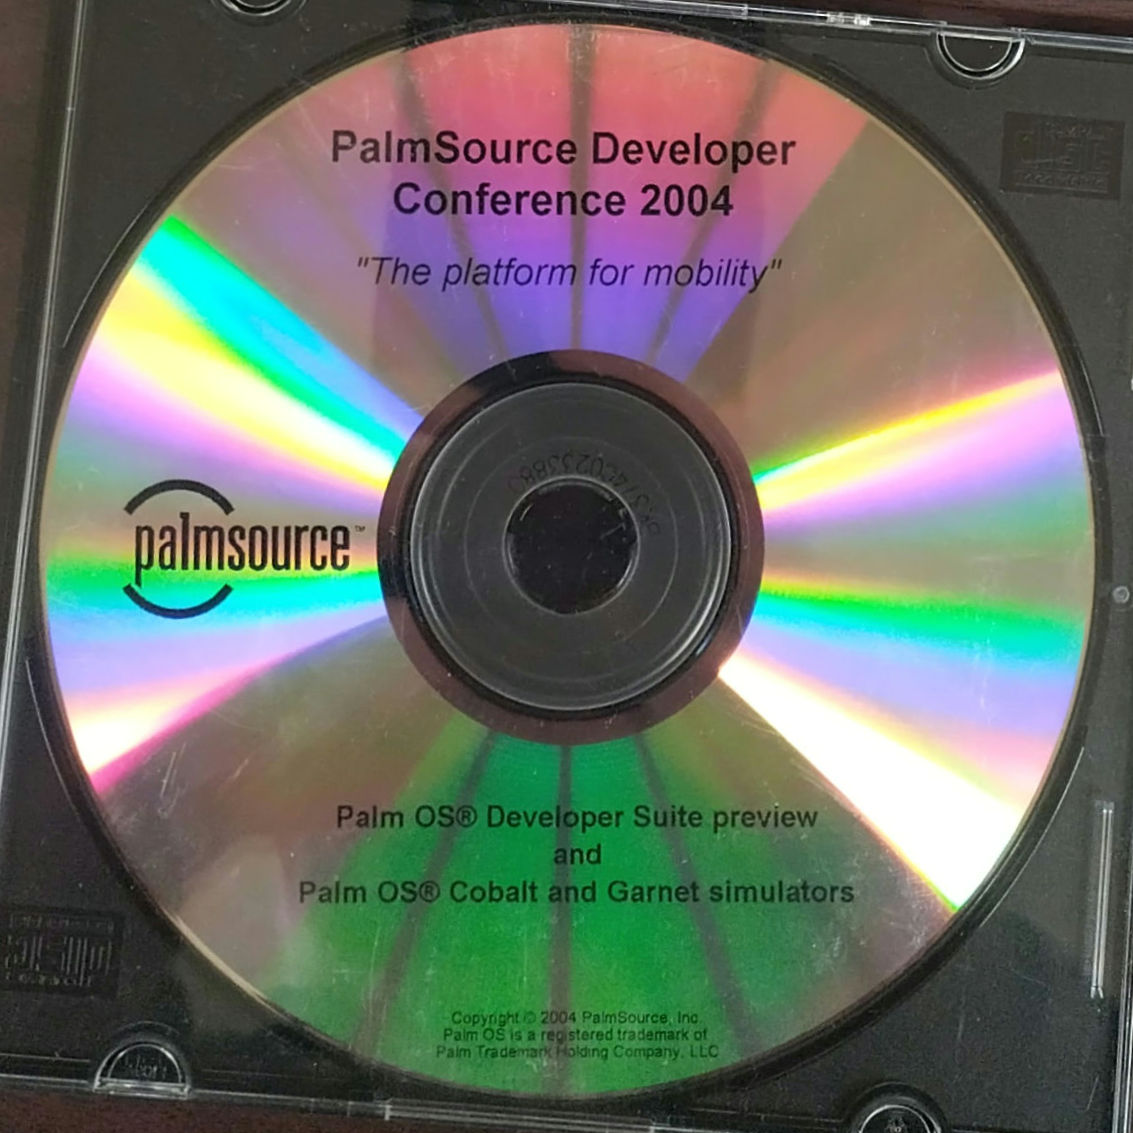 PalmSource Developer
Conference 2004
"The platform for mobility"
palmsource™
Palm OS® Developer Suite preview
and
Palm OS® Cobalt and Garnet simulators
Copyright © 2004 PalmSource, Inc.
Palm OS is a registered trademark of
Palm Trademark Holding Company, LLC